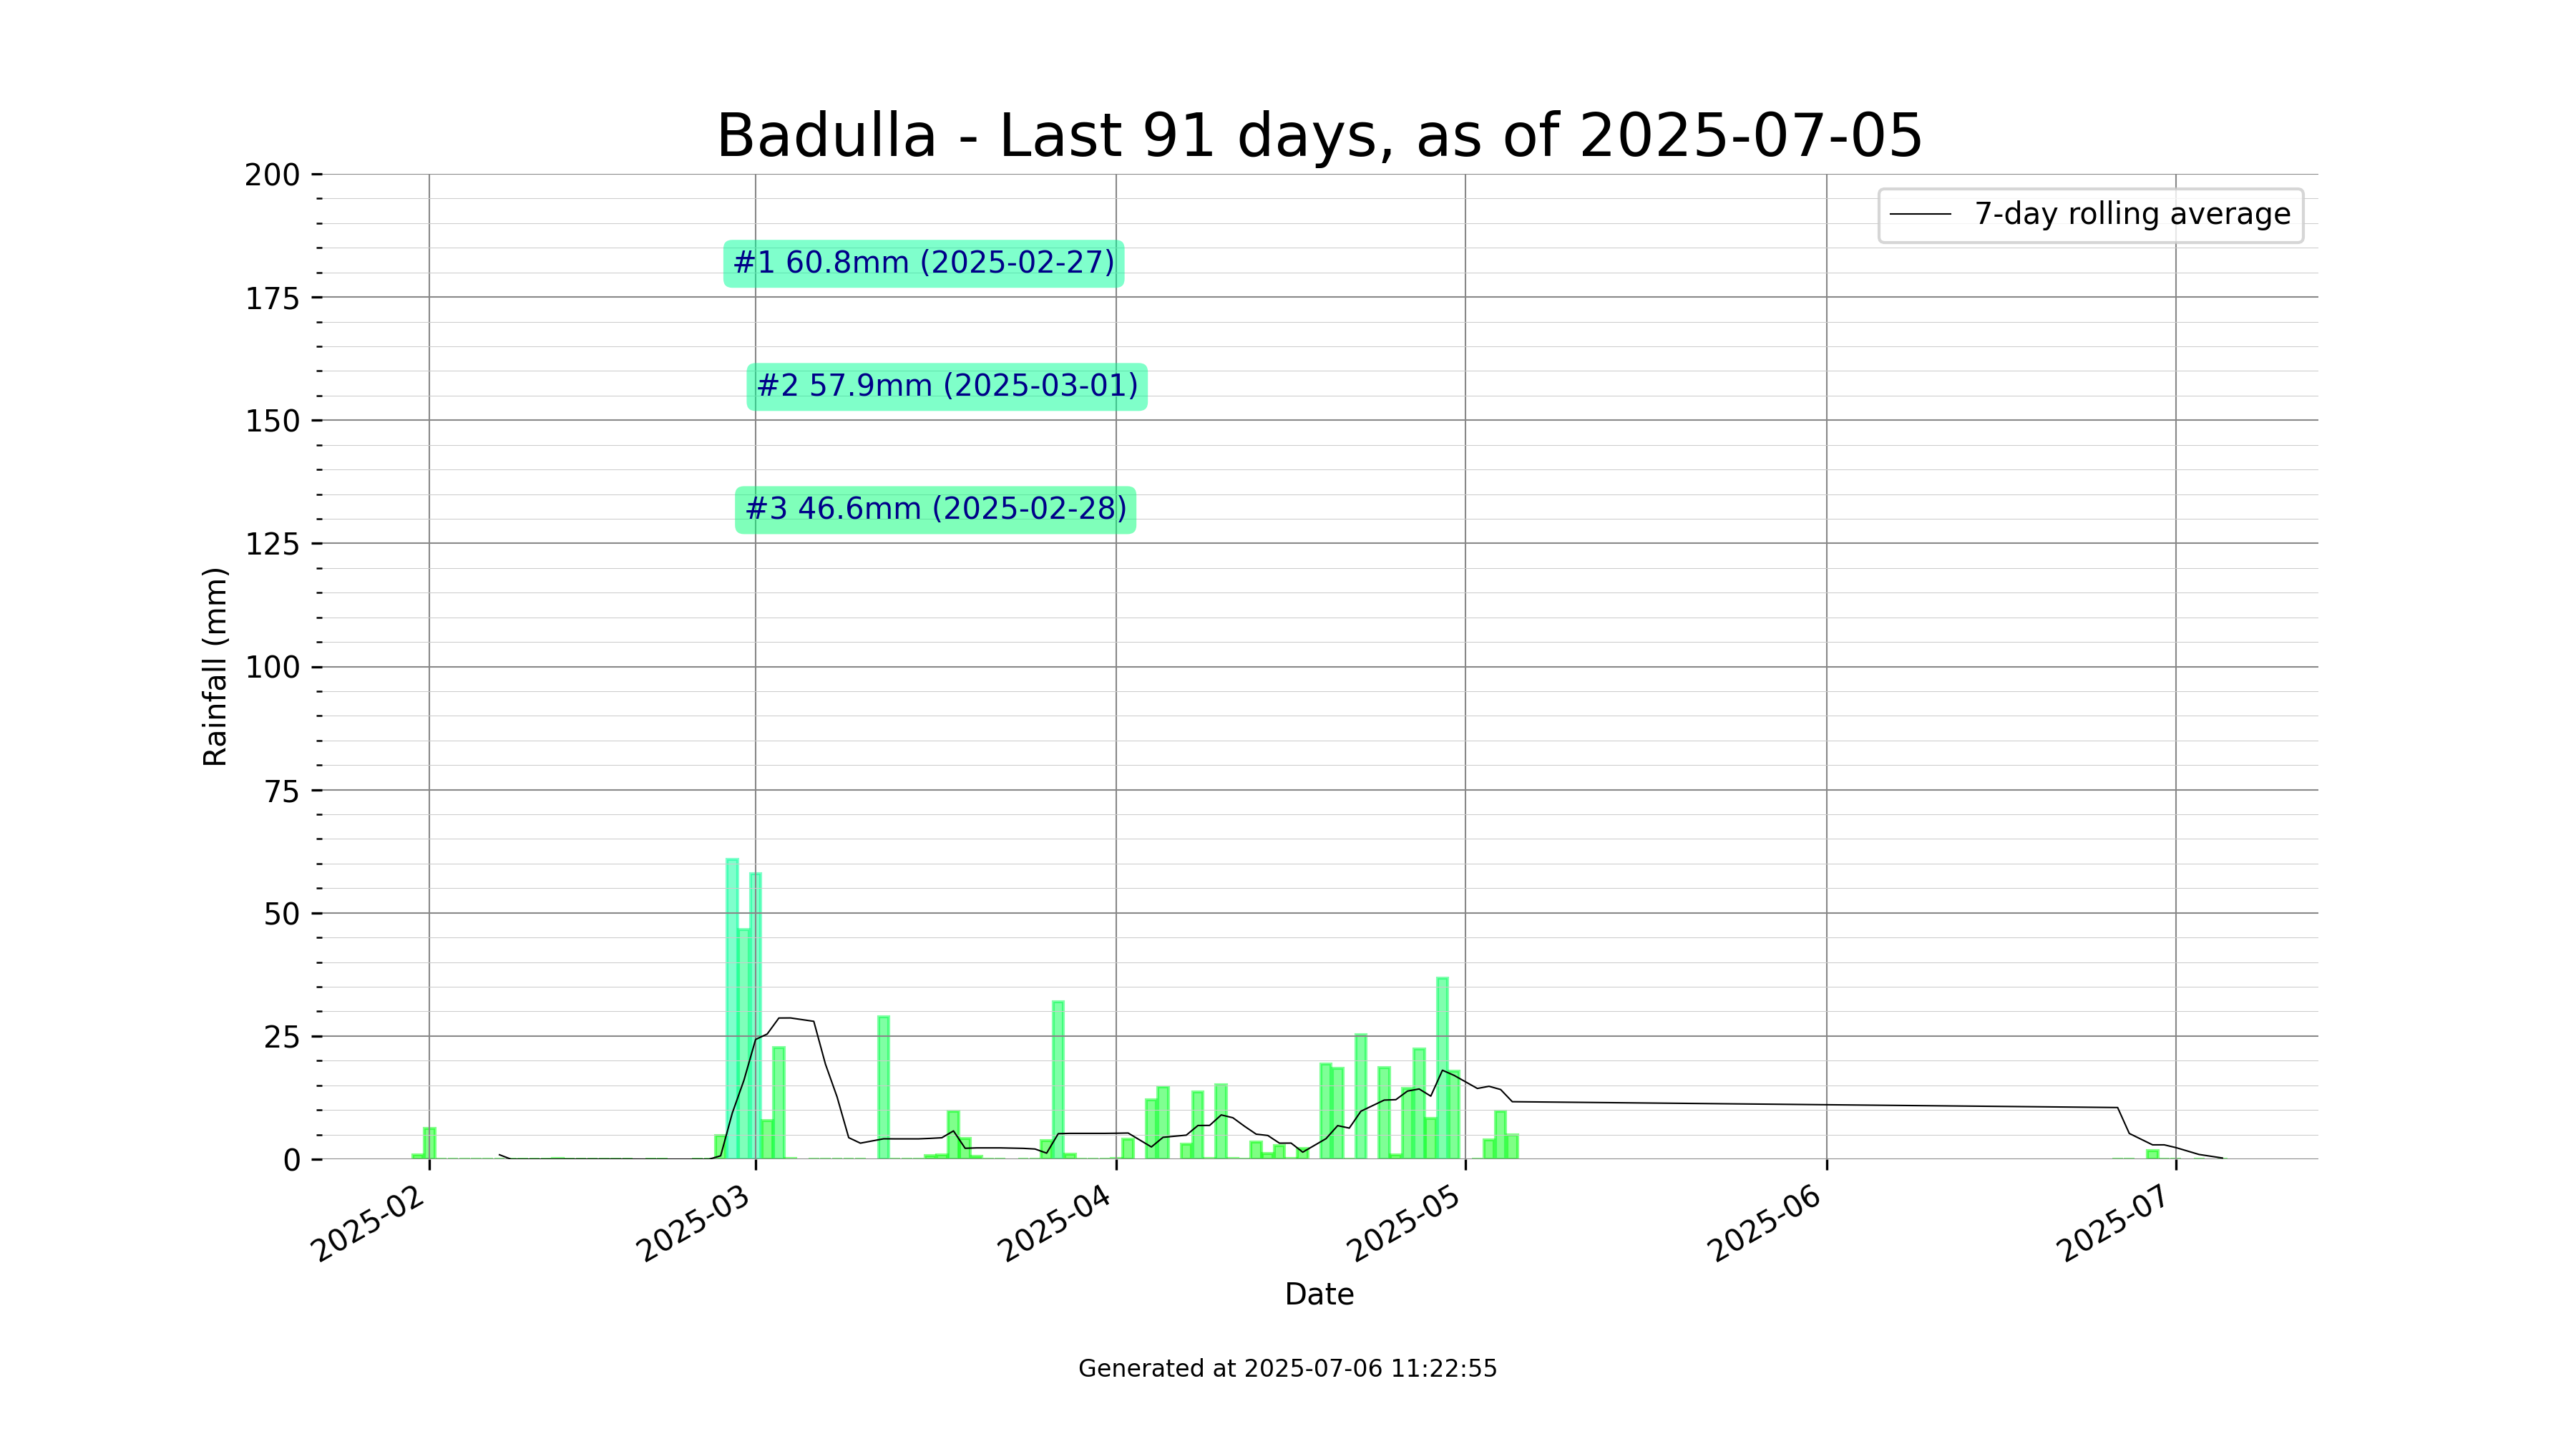 Badulla - Last 91 days, as of 2025-07-05
200
175
150
125
100
75
50
25
0
Rainfall (mm)
7-day rolling average
#1 60.8mm (2025-02-27)
#2 57.9mm (2025-03-01)
#3 46.6mm (2025-02-28)
2025-02
2025-03
2025-04
2025-05
2025-06
2025-07
Date
Generated at 2025-07-06 11:22:55